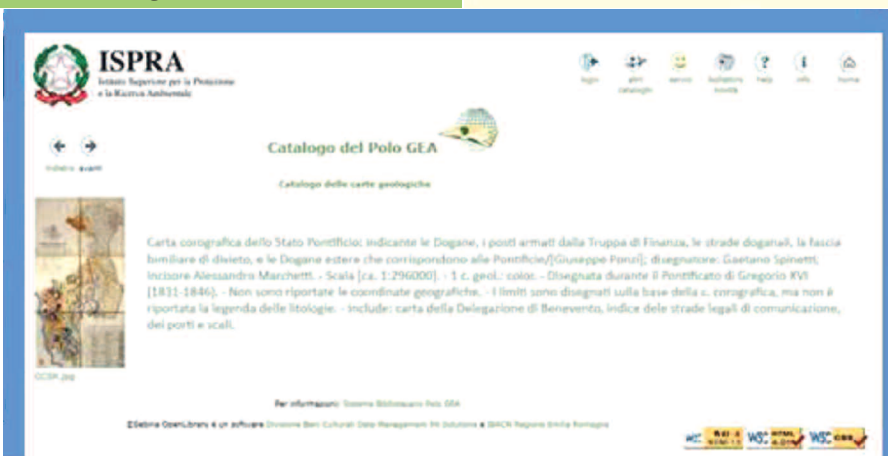 ISPRA
Istituto Superiore per la Protezione
e la Ricerca Ambientale
login
altri
cataloghi
servizi
bollettino
novità
help
info
home
indietro avanti
Catalogo del Polo GEA
Catalogo delle carte geologiche
Carta corografica dello Stato Pontificio: indicante le Dogane, i posti armati dalla Truppa di Finanza, le strade doganali, la fascia
bimiliare di divieto, e le Dogane estere che corrispondono alle Pontificie/[Giuseppe Ponzi]; disegnatore: Gaetano Spinetti,
Incisore Alessandro Marchetti. - Scala [ca. 1:296000]. - 1 c. geol.: color. - Disegnata durante il Pontificato di Gregorio XVI
(1831-1846). - Non sono riportate le coordinate geografiche. - I limiti sono disegnati sulla base della c. corografica, ma non è
riportata la legenda delle litologie. - Include: carta della Delegazione di Benevento, indice dele strade legali di comunicazione,
dei porti e scali.
Per informazioni: Sistema Bibliotecario Polo GEA
Sebina OpenLibrary è un software Divisione Beni Culturali Data Management PA Solutions e IBACN Regione Emilia Romagna
W3C WAI-A
WCAG 1.0
W3C HTML
4.01
W3C CSS